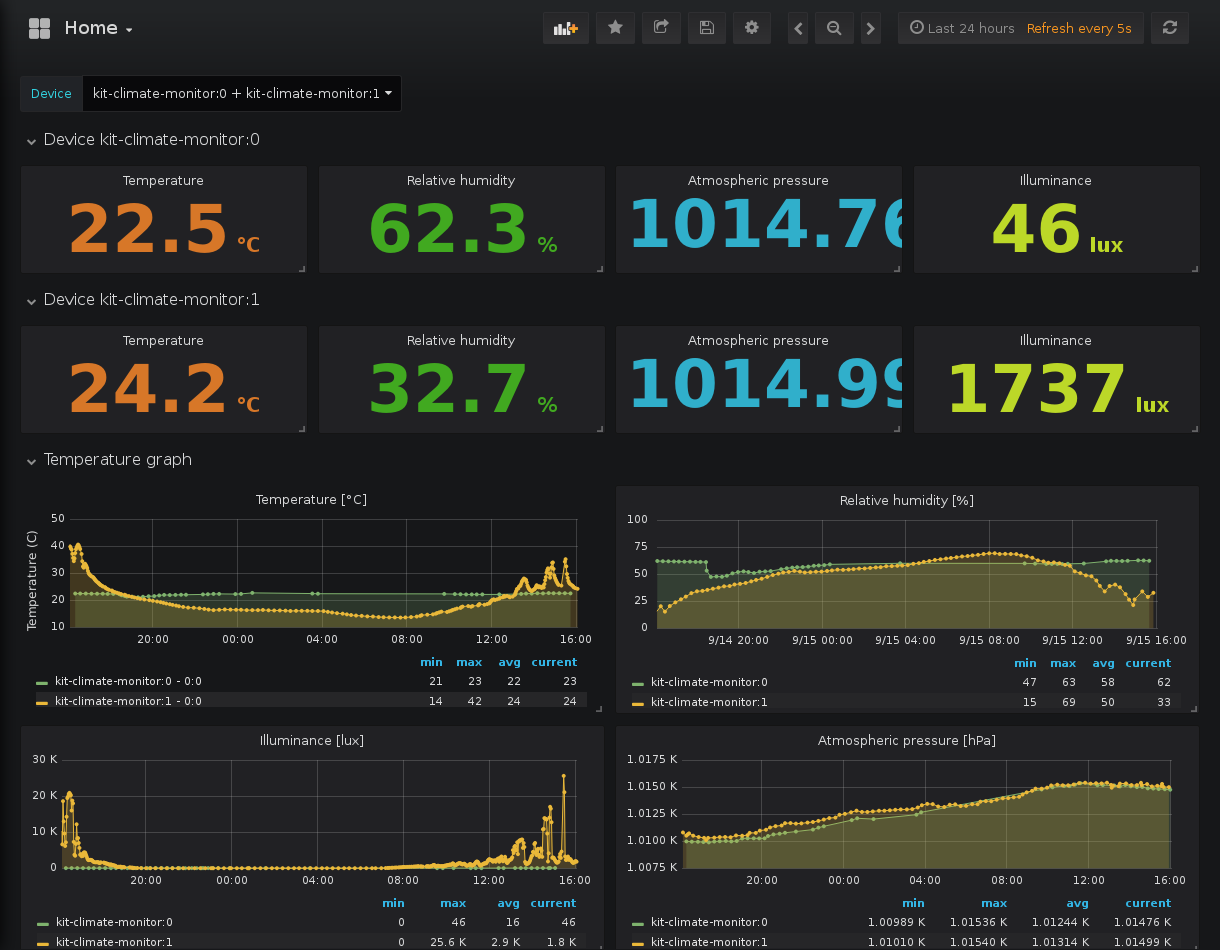 Home
Last 24 hours Refresh every 5s
Device kit-climate-monitor:0 + kit-climate-monitor:1
Device kit-climate-monitor:0
Temperature Relative humidity Atmospheric pressure Illuminance
22.5 °C 62.3 % 1014.76 46 lux
Device kit-climate-monitor:1
Temperature Relative humidity Atmospheric pressure Illuminance
24.2 °C 32.7 % 1014.99 1737 lux
Temperature graph
Temperature [°C]
Temperature (C)
50
40
30
20
10
20:00 00:00 04:00 08:00 12:00 16:00
min max avg current
kit-climate-monitor:0 - 0:0 21 23 22 23
kit-climate-monitor:1 - 0:0 14 42 24 24
Relative humidity [%]
100
75
50
25
0
9/14 20:00 9/15 00:00 9/15 04:00 9/15 08:00 9/15 12:00 9/15 16:00
min max avg current
kit-climate-monitor:0 47 63 58 62
kit-climate-monitor:1 15 69 50 33
Illuminance [lux]
30 K
20 K
10 K
0
20:00 00:00 04:00 08:00 12:00 16:00
min max avg current
kit-climate-monitor:0 0 46 16 46
kit-climate-monitor:1 0 25.6 K 2.9 K 1.8 K
Atmospheric pressure [hPa]
1.0175 K
1.0150 K
1.0125 K
1.0100 K
1.0075 K
20:00 00:00 04:00 08:00 12:00 16:00
min max avg current
kit-climate-monitor:0 1.00989 K 1.01536 K 1.01244 K 1.01476 K
kit-climate-monitor:1 1.01010 K 1.01540 K 1.01314 K 1.01499 K